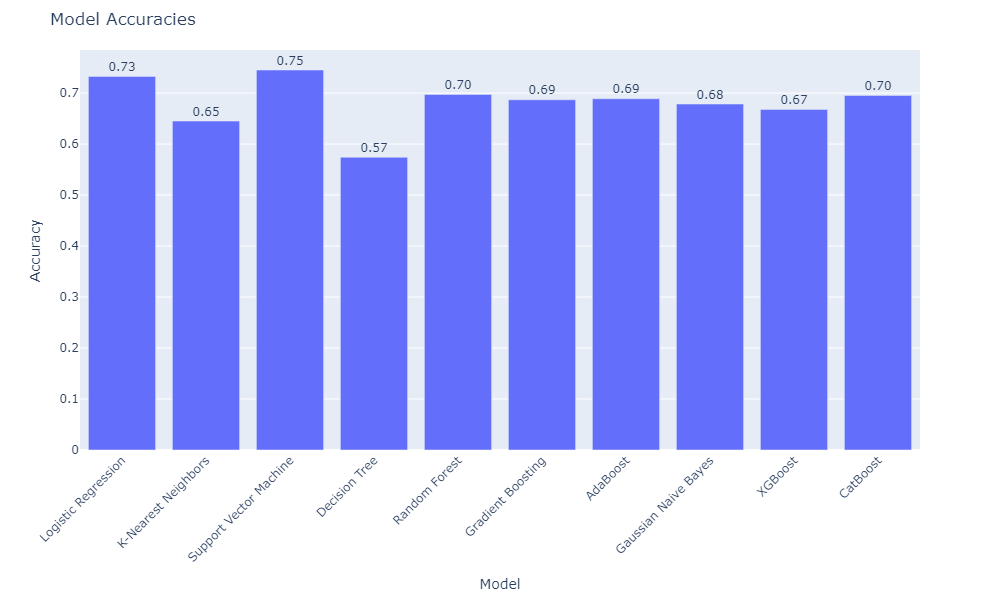 Model Accuracies
0.73
0.65
0.75
0.57
0.70
0.69
0.69
0.68
0.67
0.70
0.7
0.6
0.5
0.4
0.3
0.2
0.1
0
Accuracy
Logistic Regression
K-Nearest Neighbors
Support Vector Machine
Decision Tree
Random Forest
Gradient Boosting
AdaBoost
Gaussian Naive Bayes
XGBoost
CatBoost
Model